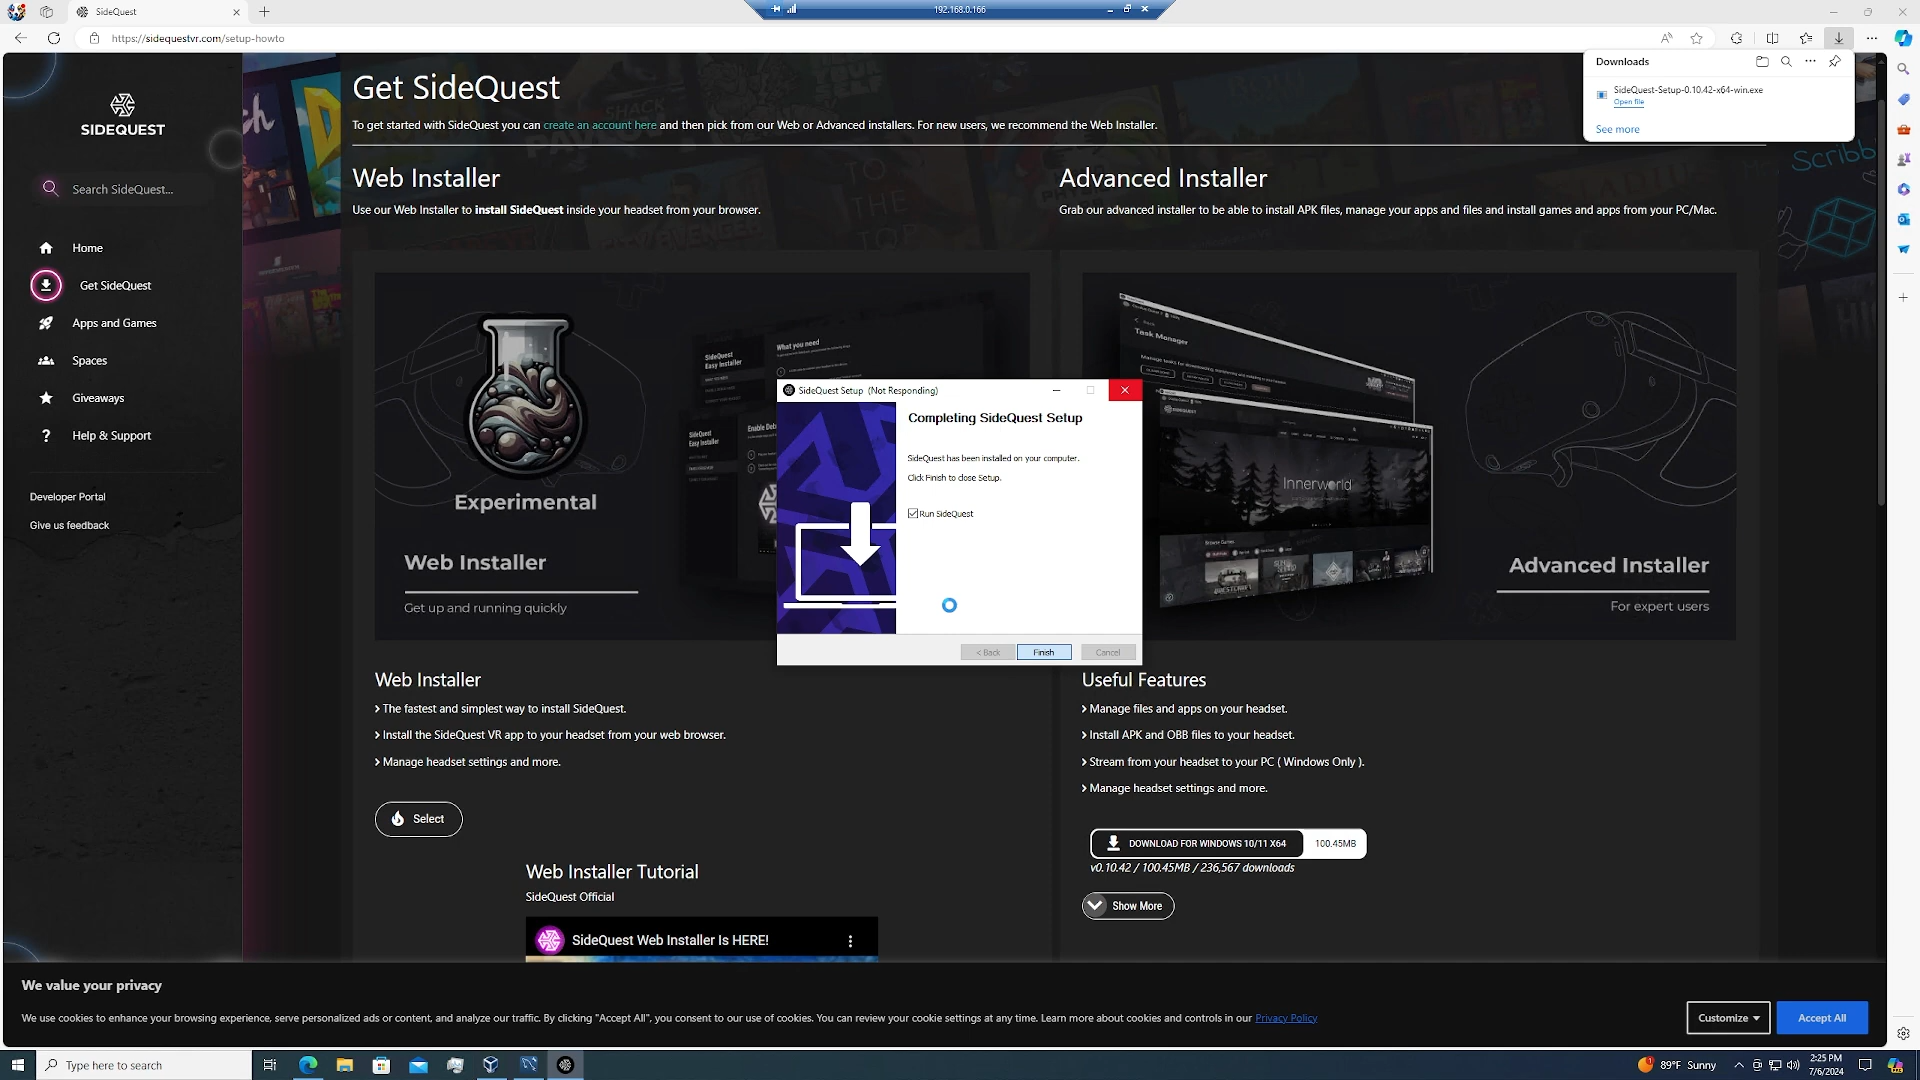 SideQuest
192.168.0.166
https://sidequestvr.com/setup-howto
Downloads
SideQuest-Setup-0.10.42-x64-win.exe
Open file
See more
SIDEQUEST
Search SideQuest...
Home
Get SideQuest
Apps and Games
Spaces
Giveaways
Help & Support
Developer Portal
Give us feedback
Get SideQuest
To get started with SideQuest you can create an account here and then pick from our Web or Advanced installers. For new users, we recommend the Web Installer.
Web Installer
Use our Web Installer to install SideQuest inside your headset from your browser.
Advanced Installer
Grab our advanced installer to be able to install APK files, manage your apps and files and install games and apps from your PC/Mac.
Experimental
Web Installer
Get up and running quickly
SideQuest
Easy Installer
What you need
SideQuest
Easy Installer
Enable Deb
Task Manager
Innerworld
Advanced Installer
For expert users
SideQuest Setup (Not Responding)
Completing SideQuest Setup
SideQuest has been installed on your computer.
Click Finish to close Setup.
Run SideQuest
< Back
Finish
Cancel
Web Installer
The fastest and simplest way to install SideQuest.
Install the SideQuest VR app to your headset from your web browser.
Manage headset settings and more.
Select
Web Installer Tutorial
SideQuest Official
SideQuest Web Installer Is HERE!
Useful Features
Manage files and apps on your headset.
Install APK and OBB files to your headset.
Stream from your headset to your PC ( Windows Only ).
Manage headset settings and more.
DOWNLOAD FOR WINDOWS 10/11 X64
100.45MB
v0.10.42 / 100.45MB / 236,567 downloads
Show More
We value your privacy
We use cookies to enhance your browsing experience, serve personalized ads or content, and analyze our traffic. By clicking "Accept All", you consent to our use of cookies. You can review your cookie settings at any time. Learn more about cookies and controls in our Privacy Policy
Customize
Accept All
Type here to search
89°F Sunny
2:25 PM
7/6/2024